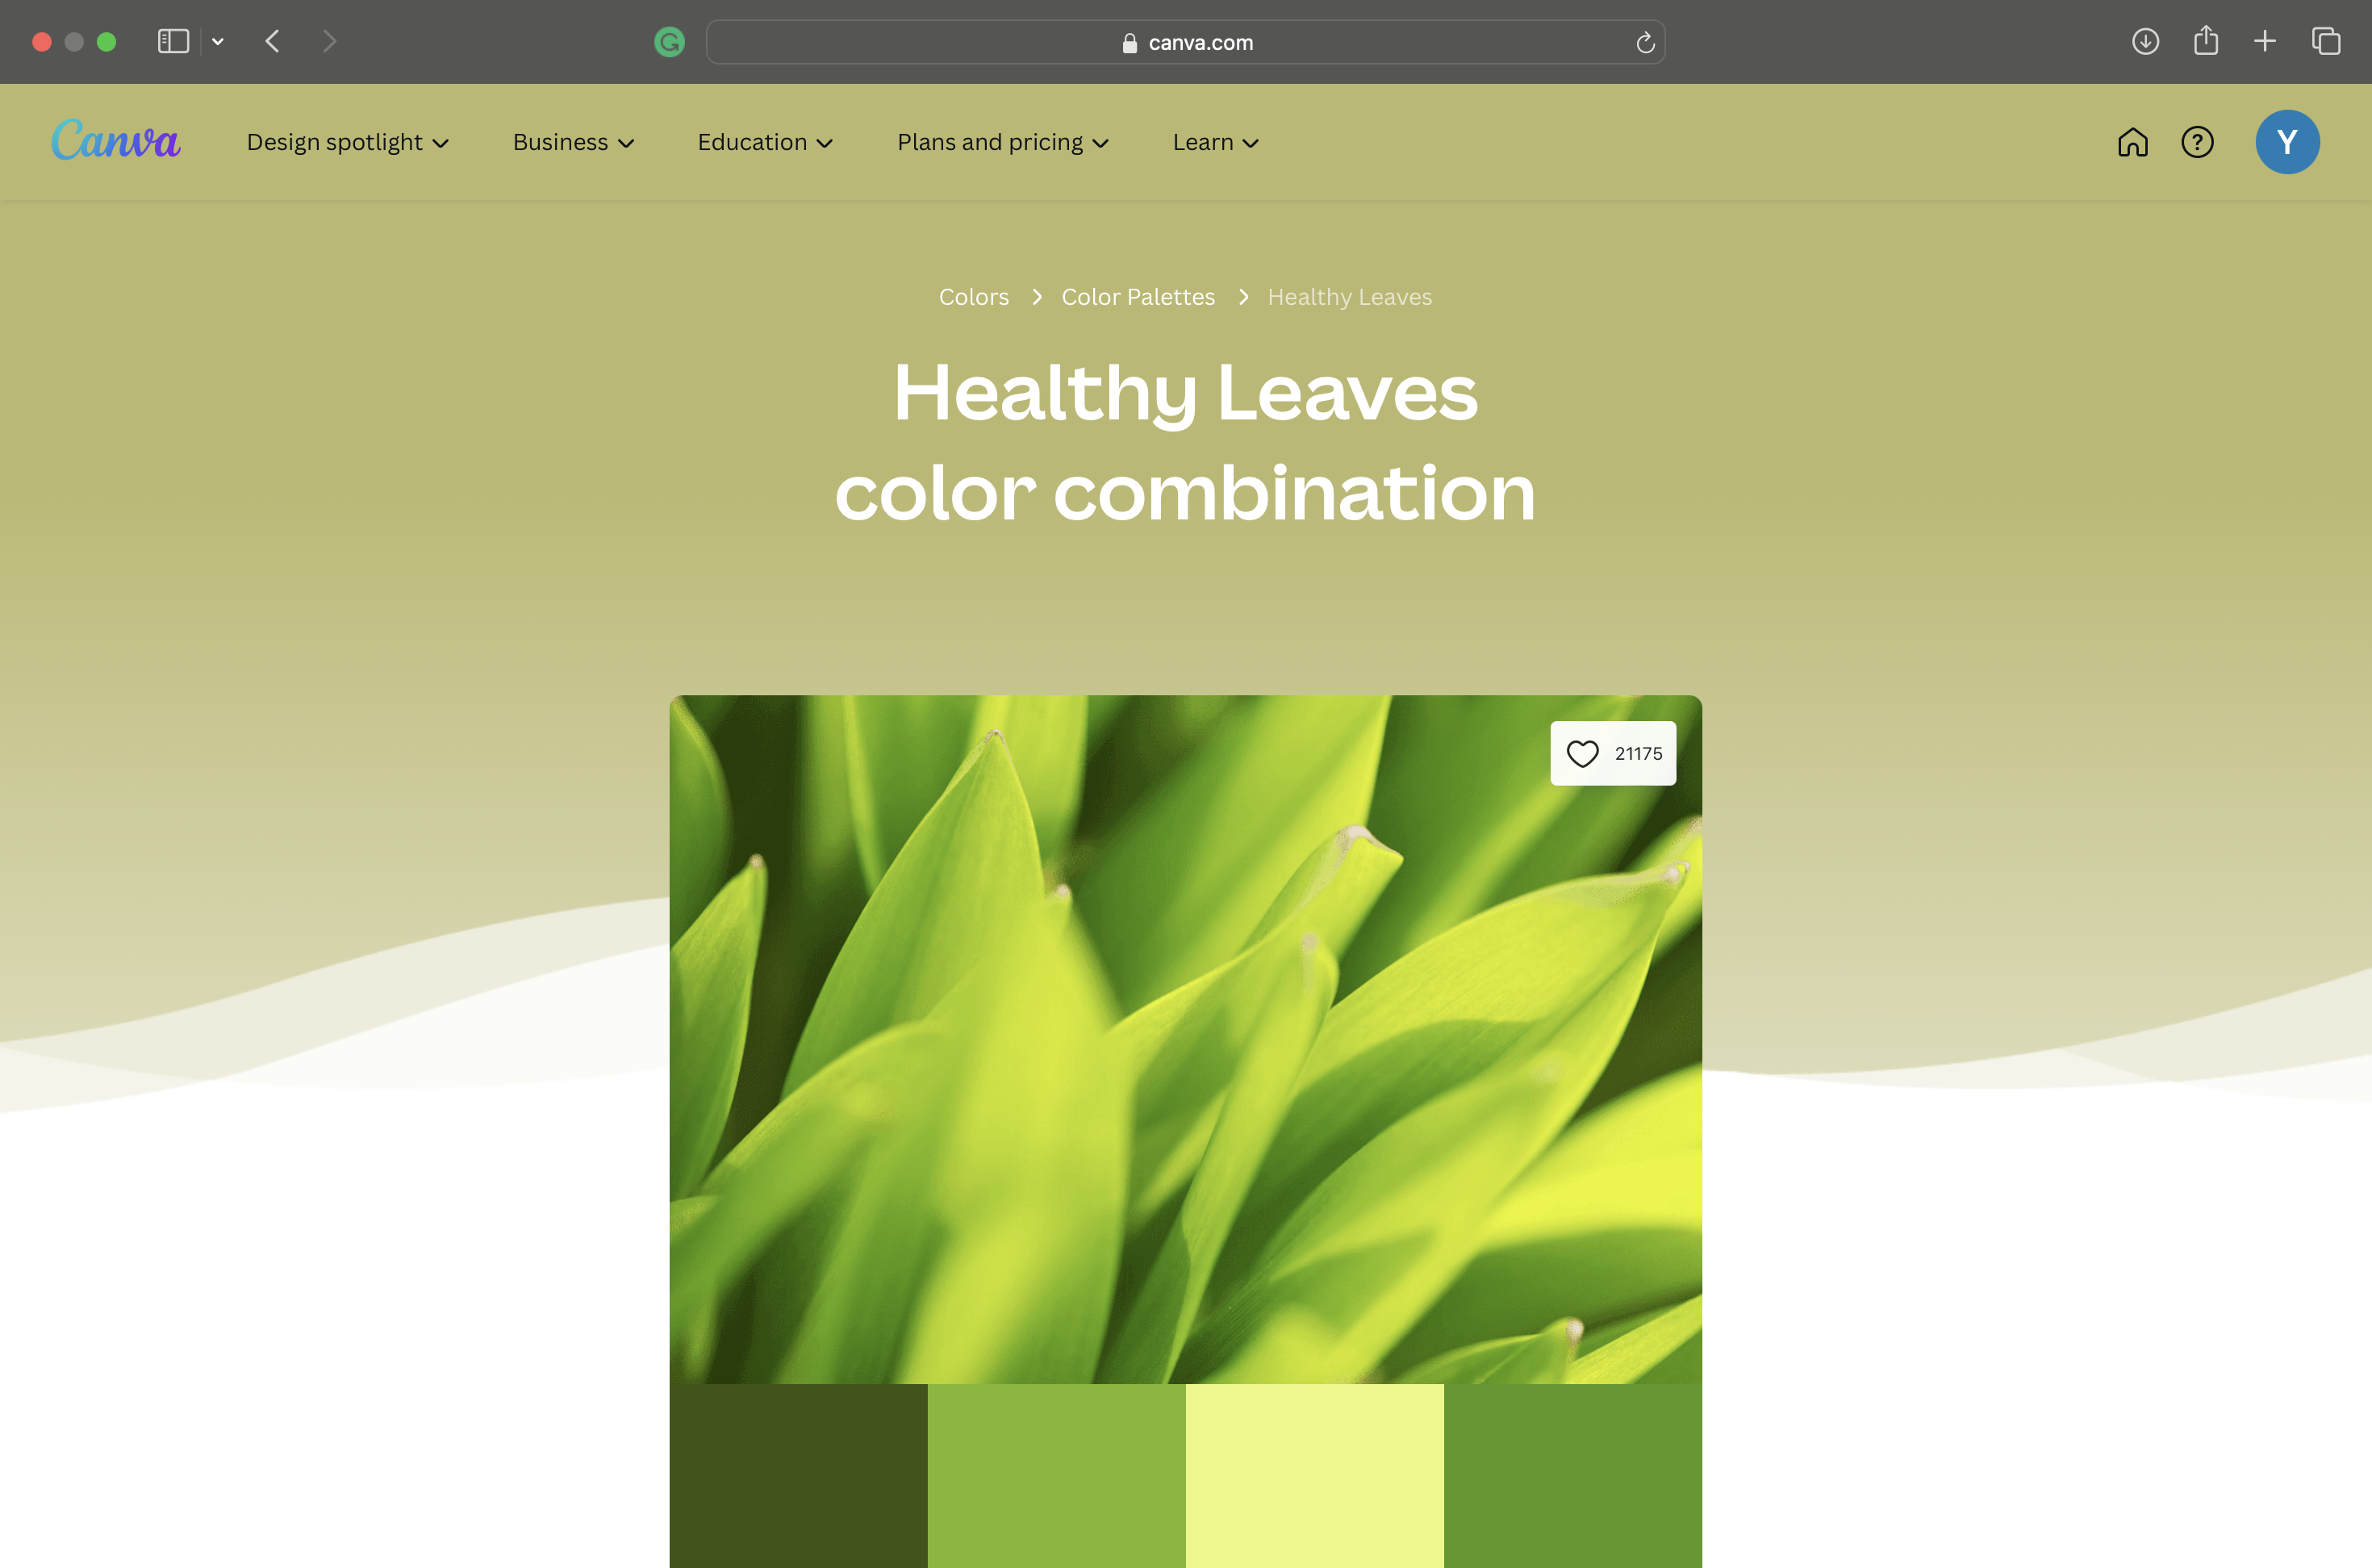 canva.com
Canva Design spotlight Business Education Plans and pricing Learn ? Y
Colors > Color Palettes > Healthy Leaves
Healthy Leaves
color combination
21175